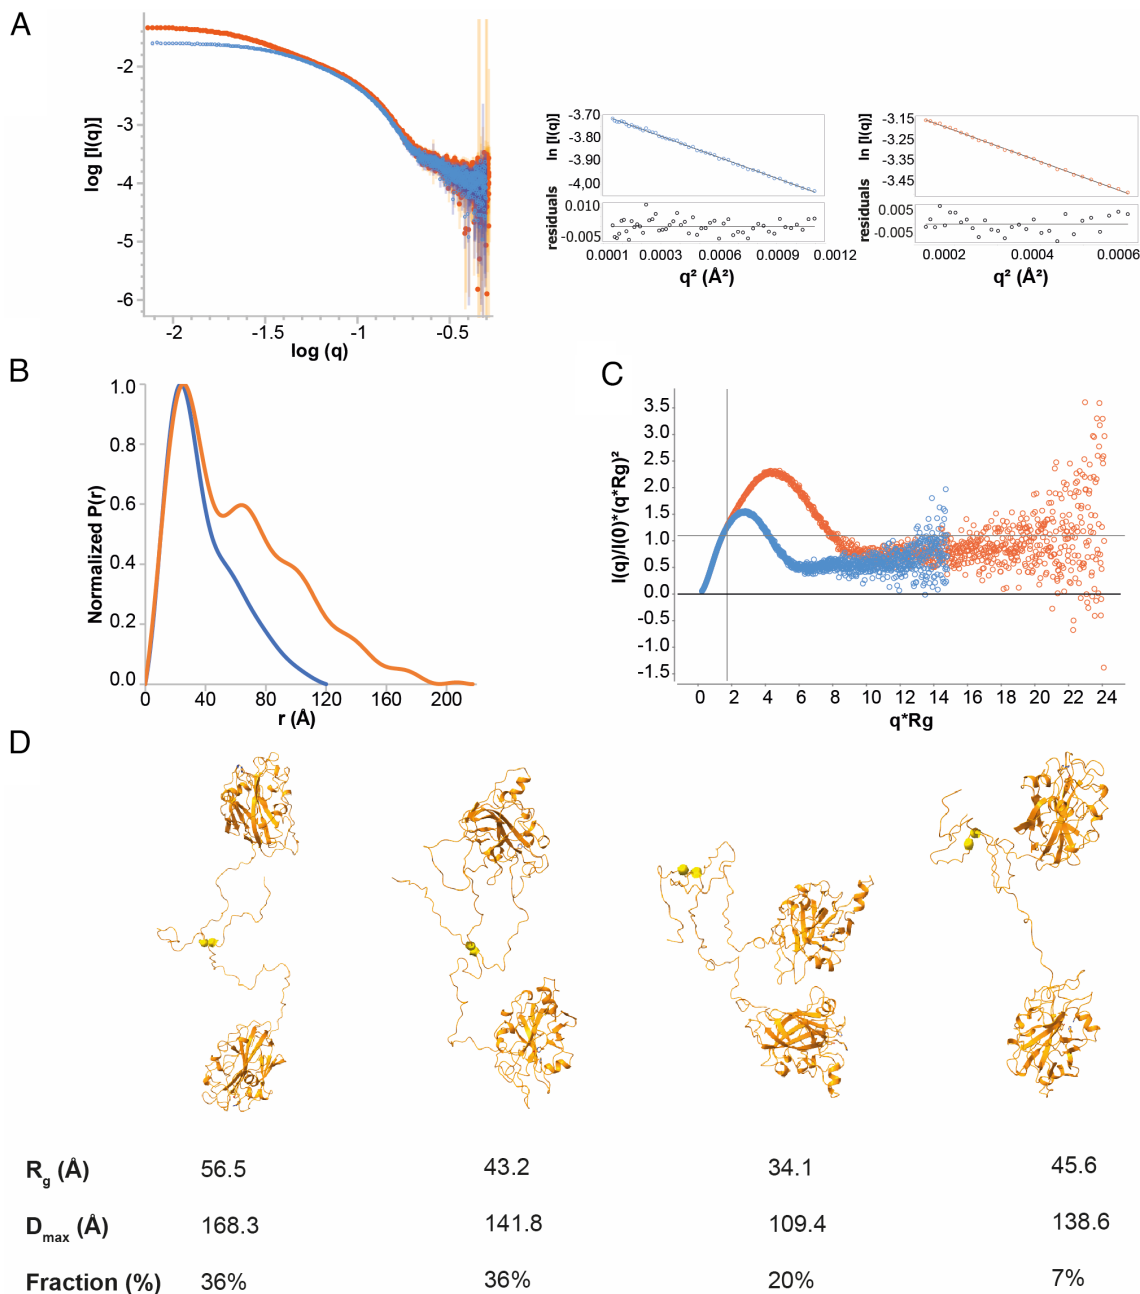 A
log [I(q)]
-2
-3
-4
-5
-6
-2 -1.5 -1 -0.5
log (q)
ln [I(q)]
-3.70
-3.80
-3.90
-4.00
residuals
0.010
-0.005
0.0001 0.0003 0.0006 0.0009 0.0012
q² (Å²)
ln [I(q)]
-3.15
-3.25
-3.35
-3.45
residuals
0.005
-0.005
0.0002 0.0004 0.0006
q² (Å²)
B
Normalized P(r)
1.0
0.8
0.6
0.4
0.2
0.0
0 40 80 120 160 200
r (Å)
C
I(q)/I(0)*(q*Rg)²
3.5
3.0
2.5
2.0
1.5
1.0
0.5
0.0
-0.5
-1.0
-1.5
0 2 4 6 8 10 12 14 16 18 20 22 24
q*Rg
D
Rg (Å) 56.5 43.2 34.1 45.6
Dmax (Å) 168.3 141.8 109.4 138.6
Fraction (%) 36% 36% 20% 7%